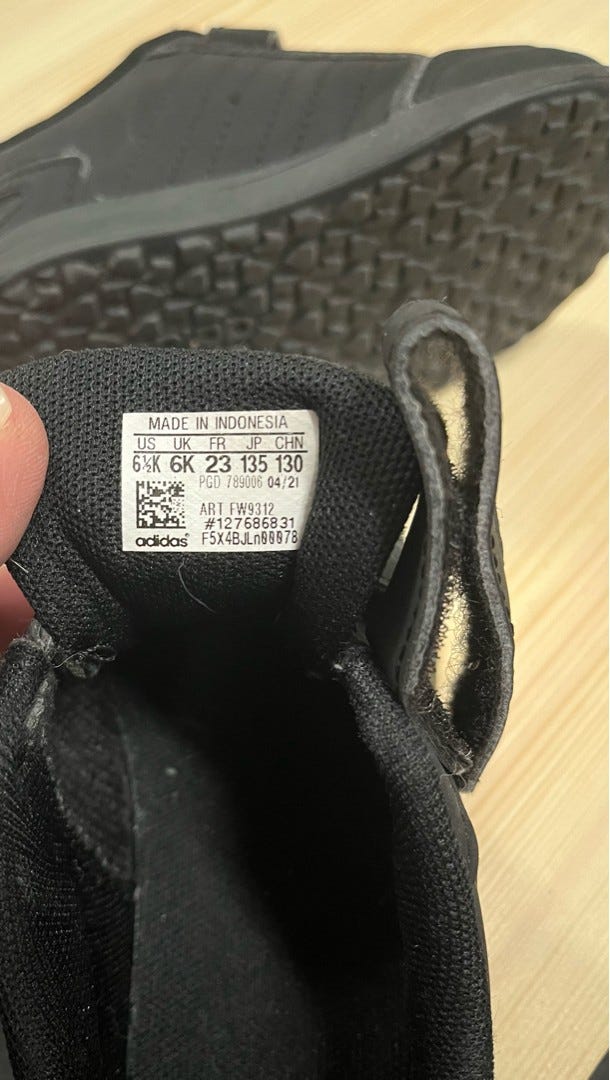 MADE IN INDONESIA
US UK FR JP CHN
6½K 6K 23 135 130
PGD 789006 04/21
ART FW9312
#127686831
adidas F5X4BJLn00078